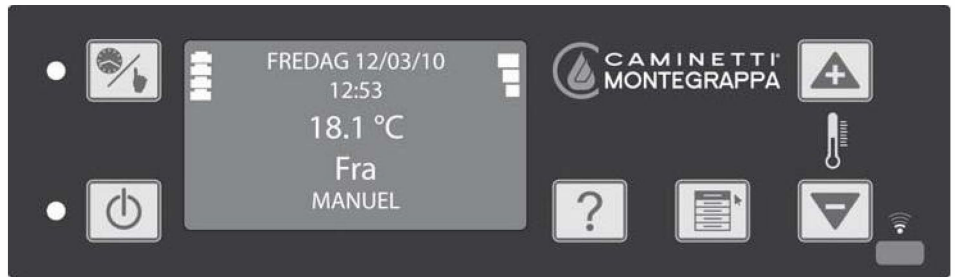 FREDAG 12/03/10
12:53
18.1 °C
Fra
MANUEL
CAMINETTI
MONTEGRAPPA
+
?
−